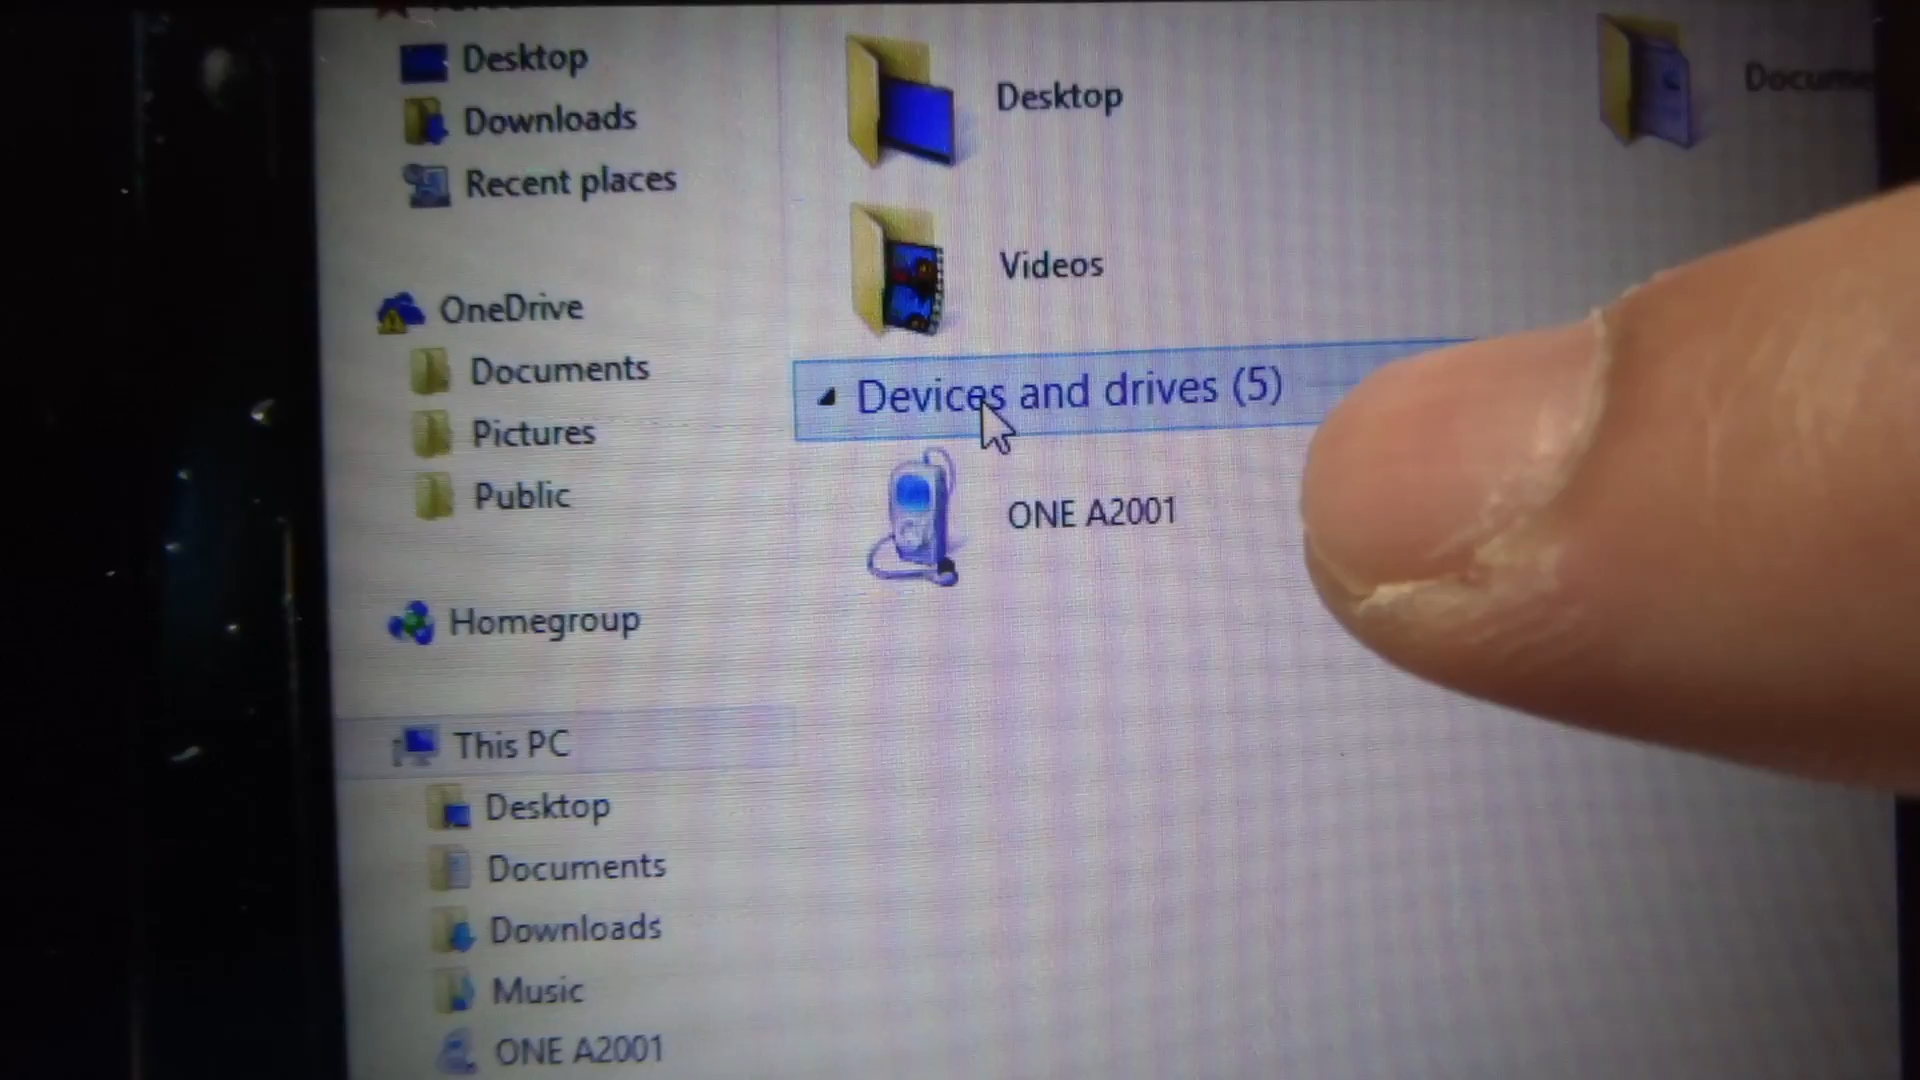 Desktop
Downloads
Recent places
OneDrive
Documents
Pictures
Public
Homegroup
This PC
Desktop
Documents
Downloads
Music
ONE A2001
Desktop
Videos
Devices and drives (5)
ONE A2001